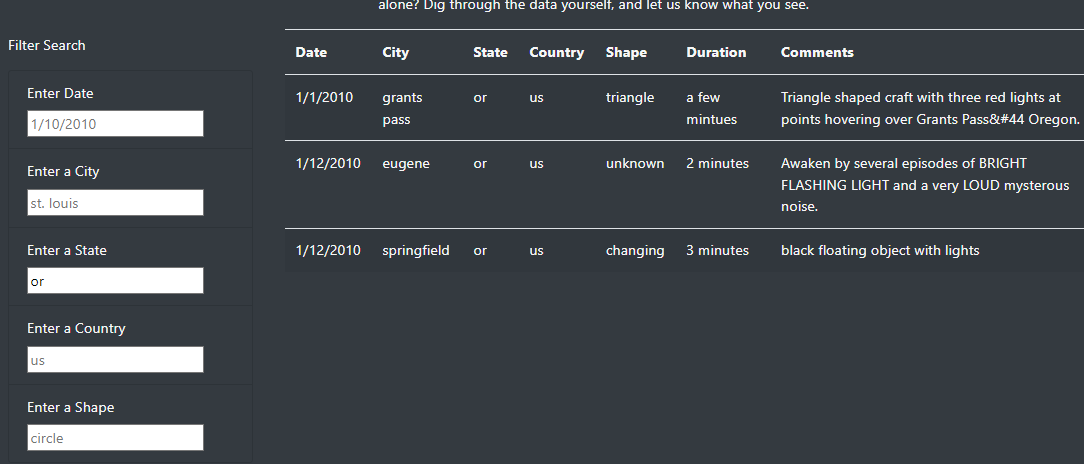 alone? Dig through the data yourself, and let us know what you see.
Filter Search
Enter Date
1/10/2010
Enter a City
st. louis
Enter a State
or
Enter a Country
us
Enter a Shape
circle
Date City State Country Shape Duration Comments
1/1/2010 grants or us triangle a few Triangle shaped craft with three red lights at
pass mintues points hovering over Grants Pass&#44 Oregon.
1/12/2010 eugene or us unknown 2 minutes Awaken by several episodes of BRIGHT
FLASHING LIGHT and a very LOUD mysterous
noise.
1/12/2010 springfield or us changing 3 minutes black floating object with lights